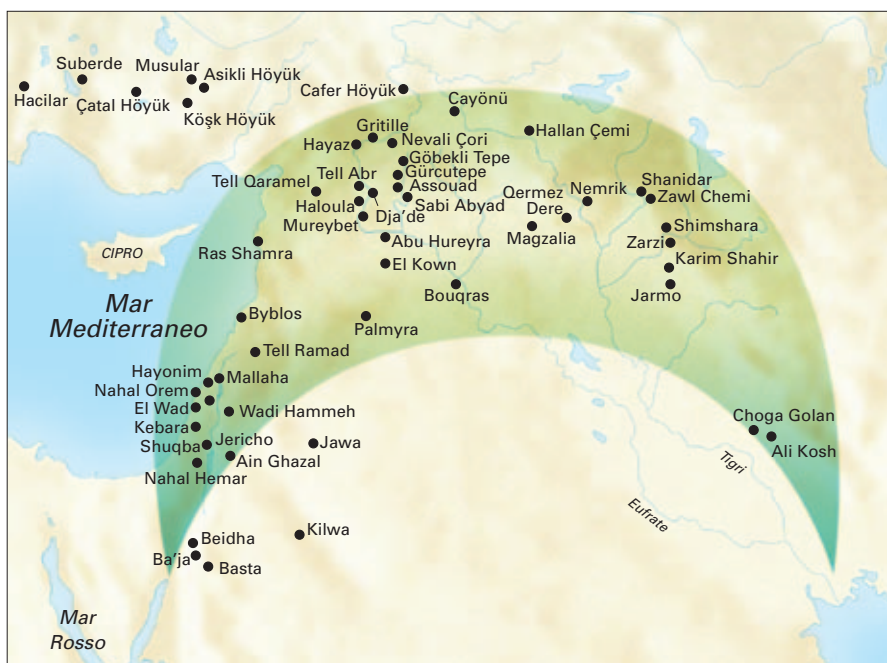 Suberde
Musular
Asikli Höyük
Hacilar
Çatal Höyük
Köşk Höyük
Cafer Höyük
Cayönü
Gritille
Hallan Çemi
Hayaz
Nevali Çori
Göbekli Tepe
Tell Abr
Gürcutepe
Tell Qaramel
Assouad
Qermez
Dere
Nemrik
Shanidar
Zawl Chemi
Haloula
Sabi Abyad
Mureybet
Dja'de
Magzalia
Shimshara
Zarzi
CIPRO
Ras Shamra
Abu Hureyra
El Kown
Karim Shahir
Bouqras
Jarmo
Mar
Mediterraneo
Byblos
Palmyra
Tell Ramad
Hayonim
Mallaha
Nahal Orem
El Wad
Wadi Hammeh
Kebara
Choga Golan
Shuqba
Jericho
Jawa
Ali Kosh
Ain Ghazal
Tigri
Nahal Hemar
Eufrate
Beidha
Kilwa
Ba'ja
Basta
Mar
Rosso